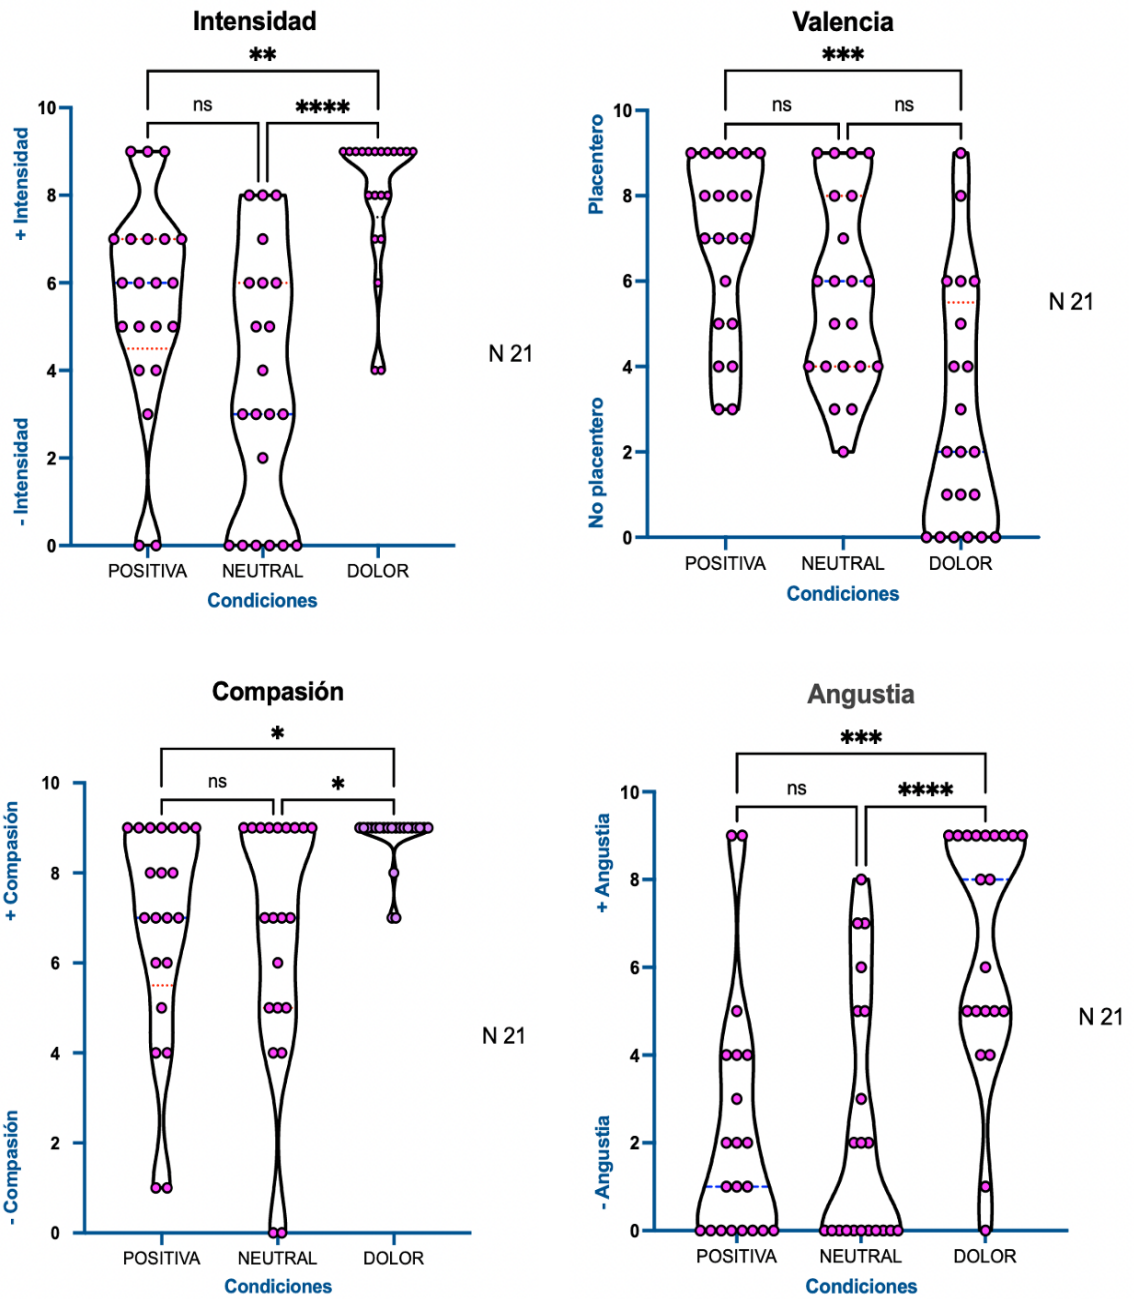 Intensidad
**
ns
****
10
8
6
4
2
0
+ Intensidad
- Intensidad
POSITIVA
NEUTRAL
DOLOR
Condiciones
N 21
Valencia
***
ns
ns
10
8
6
4
2
0
Placentero
No placentero
POSITIVA
NEUTRAL
DOLOR
Condiciones
N 21
Compasión
*
ns
*
10
8
6
4
2
0
+ Compasión
- Compasión
POSITIVA
NEUTRAL
DOLOR
Condiciones
N 21
Angustia
***
ns
****
10
8
6
4
2
0
+ Angustia
- Angustia
POSITIVA
NEUTRAL
DOLOR
Condiciones
N 21